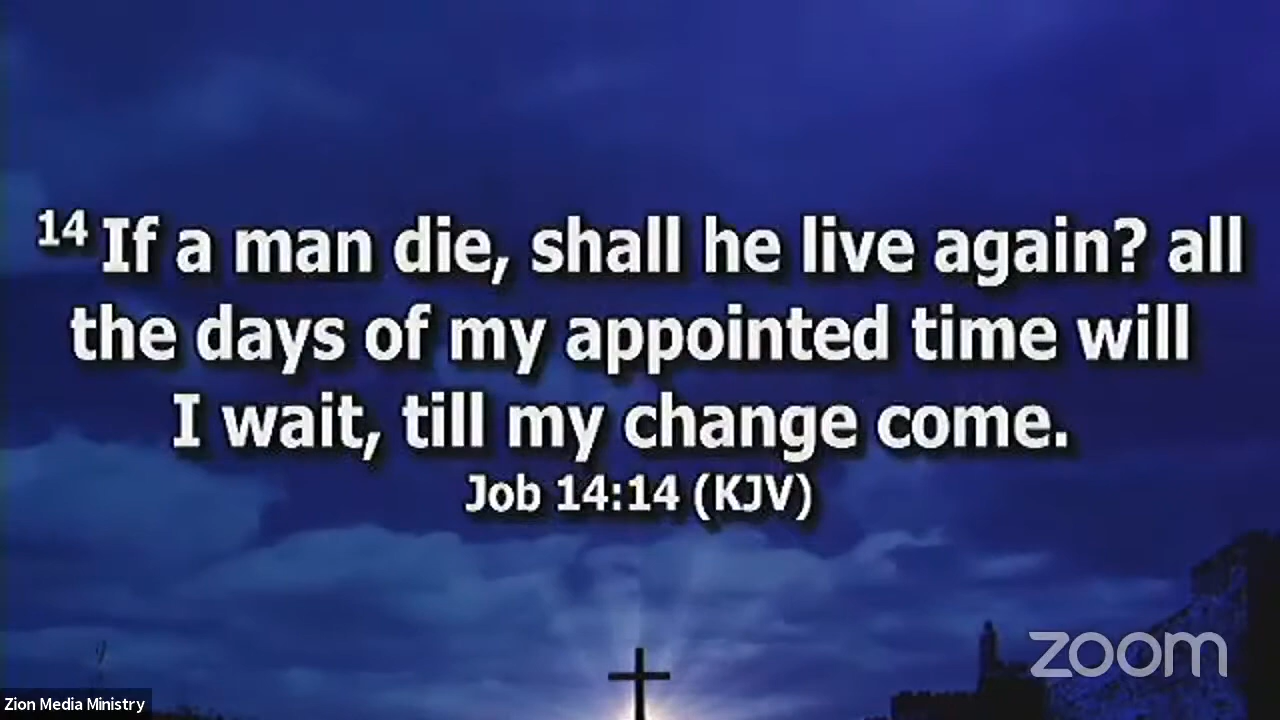 14 If a man die, shall he live again? all
the days of my appointed time will
I wait, till my change come.
Job 14:14 (KJV)
zoom
Zion Media Ministry